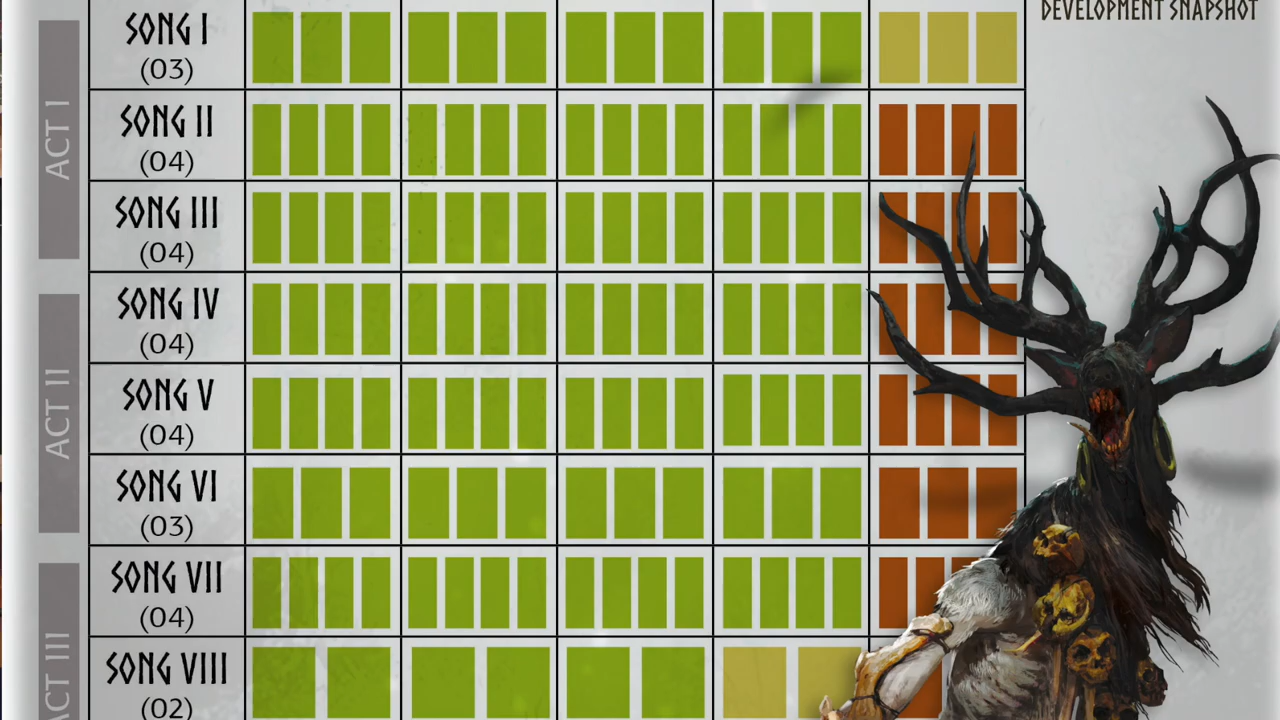 DEVELOPMENT SNAPSHOT
ACT I
SONG I
(03)
SONG II
(04)
SONG III
(04)
ACT II
SONG IV
(04)
SONG V
(04)
SONG VI
(03)
ACT III
SONG VII
(04)
SONG VIII
(02)